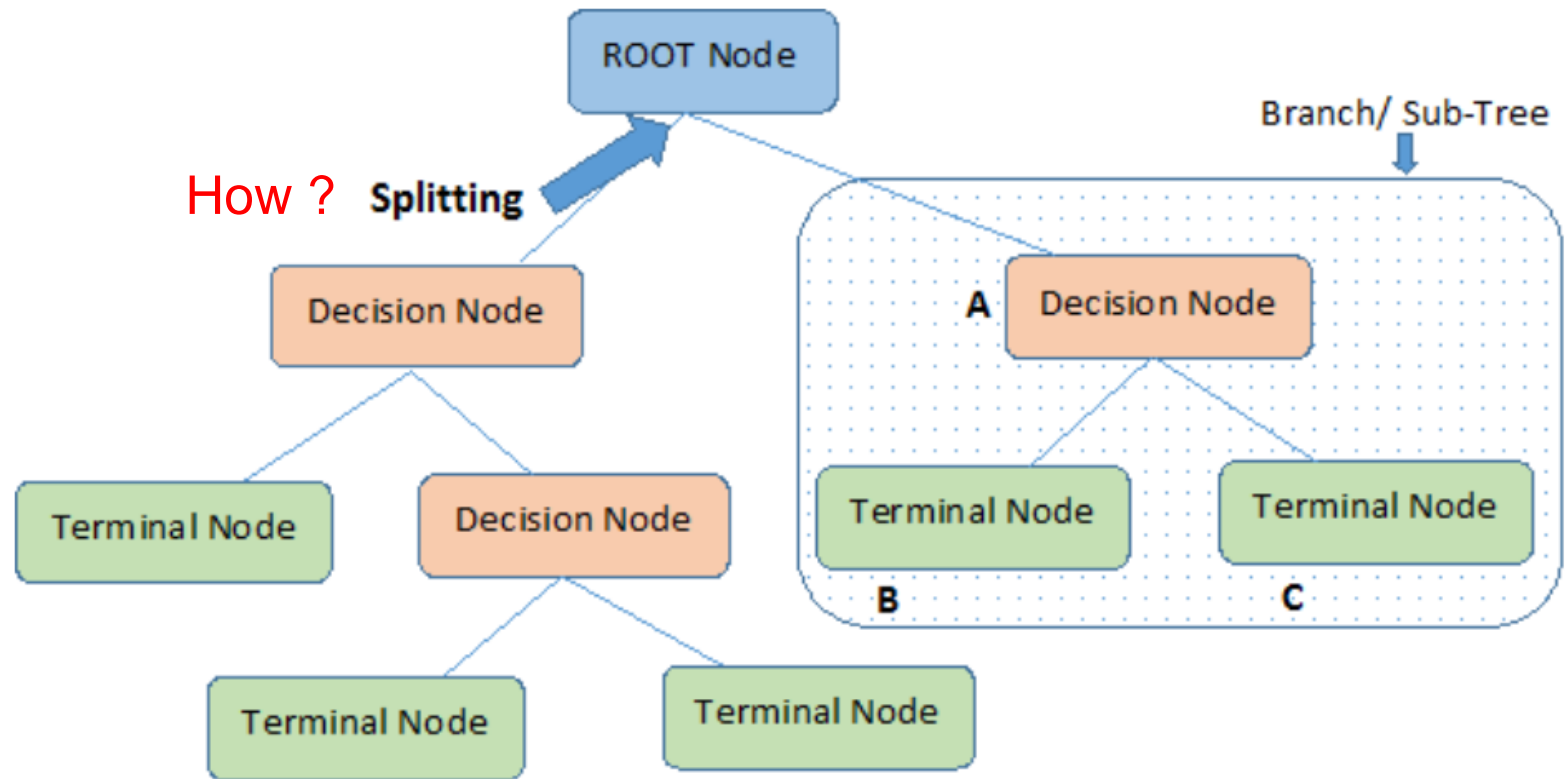 ROOT Node
Branch/ Sub-Tree
How ? Splitting
Decision Node
A Decision Node
Terminal Node
Decision Node
Terminal Node
Terminal Node
B
C
Terminal Node
Terminal Node